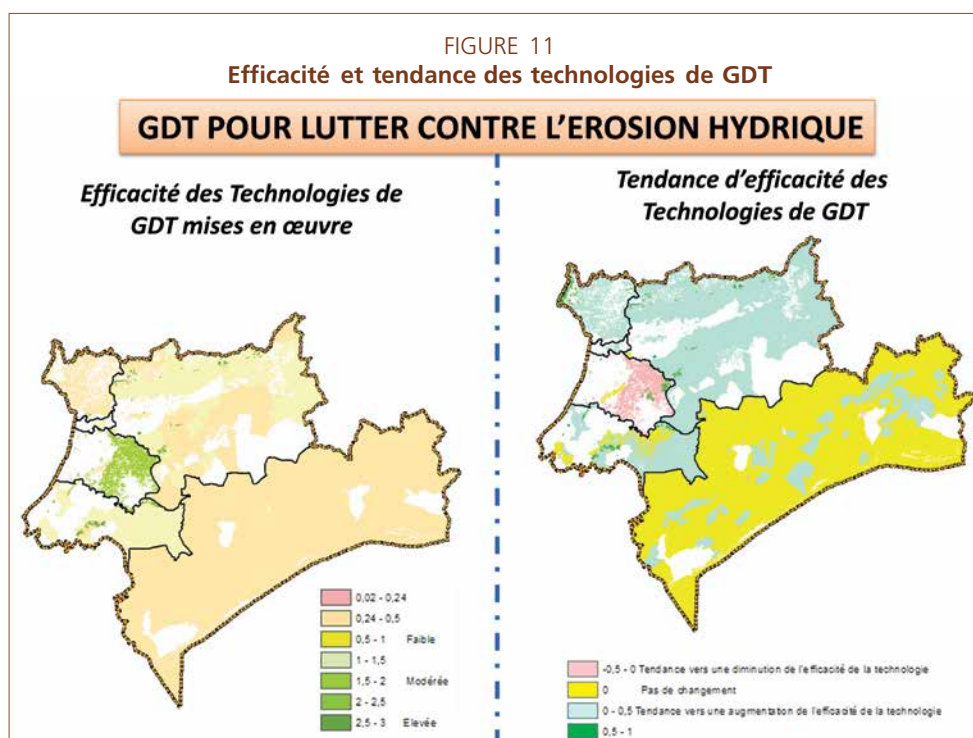 FIGURE 11
Efficacité et tendance des technologies de GDT
GDT POUR LUTTER CONTRE L'EROSION HYDRIQUE
Efficacité des Technologies de
GDT mises en œuvre
Tendance d'efficacité des
Technologies de GDT
0,02 - 0,24
0,24 - 0,5
0,5 - 1 Faible
1 - 1,5
1,5 - 2 Modérée
2 - 2,5
2,5 - 3 Elevée
-0,5 - 0 Tendance vers une diminution de l'efficacité de la technologie
0 Pas de changement
0 - 0,5 Tendance vers une augmentation de l'efficacité de la technologie
0,5 - 1